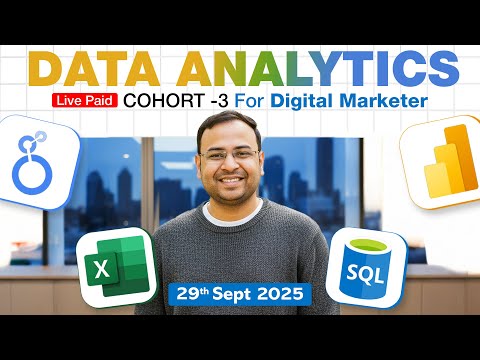 DATA ANALYTICS
Live Paid COHORT -3 For Digital Marketer
X
SQL
29th Sept 2025